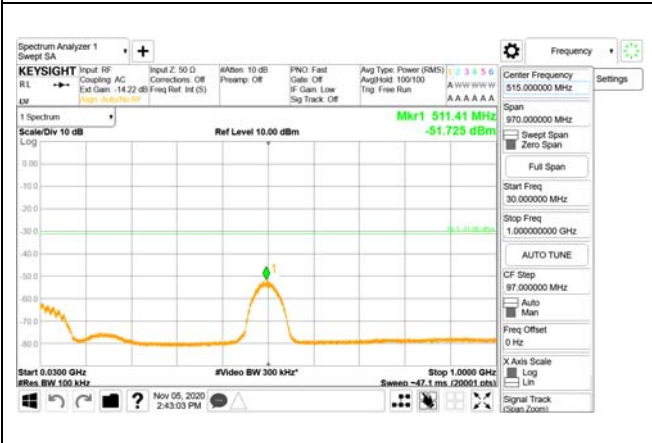 Spectrum Analyzer 1
Swept SA
+
Frequency
KEYSIGHT
RL
Input: RF
Coupling: AC
Ext Gain: -14.22 dB
Align: Auto/No RF
Input Z: 50 Ω
Corrections: Off
Freq Ref: Int (S)
#Atten: 10 dB
Preamp: Off
PNO: Fast
Gate: Off
IF Gain: Low
Sig Track: Off
Avg Type: Power (RMS)
Avg|Hold: 100/100
Trig: Free Run
1 2 3 4 5 6
A W W W W W
A A A A A A
1 Spectrum
Scale/Div 10 dB
Log
Ref Level 10.00 dBm
Mkr1 511.41 MHz
-51.725 dBm
0.00
-10.0
-20.0
-30.0
-40.0
-50.0
-60.0
-70.0
-80.0
1
Start 0.0300 GHz
#Res BW 100 kHz
#Video BW 300 kHz*
Stop 1.0000 GHz
Sweep ~47.1 ms (20001 pts)
Nov 05, 2020
2:43:03 PM
?
Center Frequency
515.000000 MHz
Settings
Span
970.000000 MHz
Swept Span
Zero Span
Full Span
Start Freq
30.000000 MHz
Stop Freq
1.000000000 GHz
AUTO TUNE
CF Step
97.000000 MHz
Auto
Man
Freq Offset
0 Hz
X Axis Scale
Log
Lin
Signal Track
(Span Zoom)